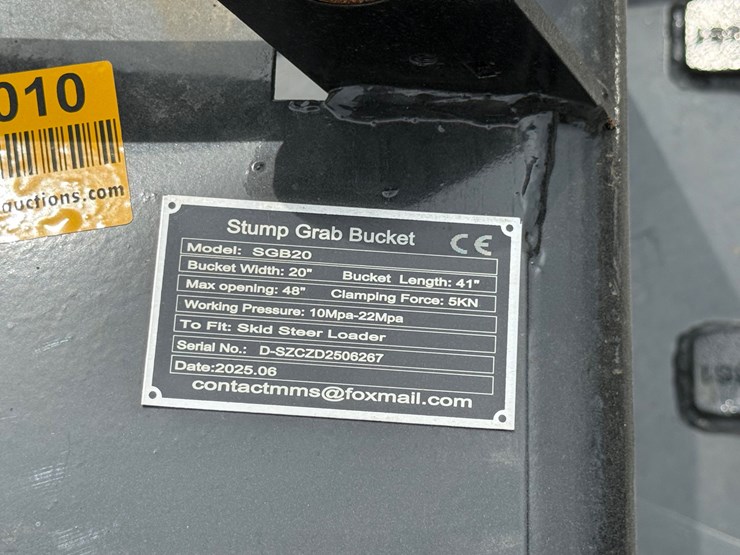 010
auctions.com
Stump Grab Bucket CE
Model: SGB20
Bucket Width: 20" Bucket Length: 41"
Max opening: 48" Clamping Force: 5KN
Working Pressure: 10Mpa-22Mpa
To Fit: Skid Steer Loader
Serial No.: D-SZCZD2506267
Date:2025.06
contactmms@foxmail.com